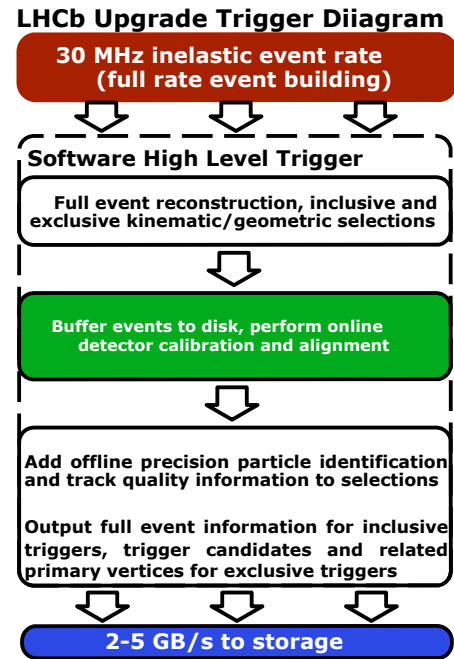 LHCb Upgrade Trigger Diiagram
30 MHz inelastic event rate
(full rate event building)
Software High Level Trigger
Full event reconstruction, inclusive and
exclusive kinematic/geometric selections
Buffer events to disk, perform online
detector calibration and alignment
Add offline precision particle identification
and track quality information to selections
Output full event information for inclusive
triggers, trigger candidates and related
primary vertices for exclusive triggers
2-5 GB/s to storage